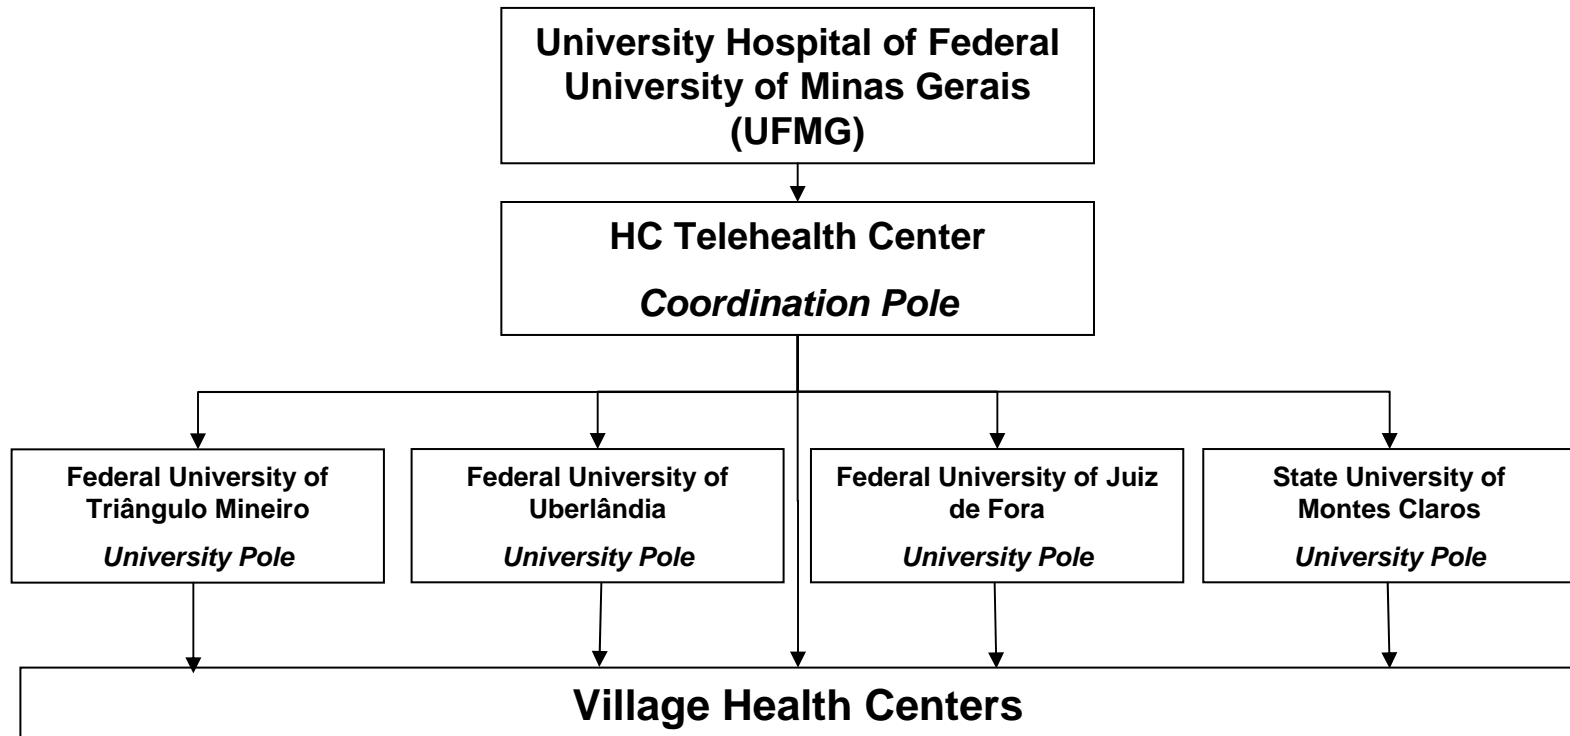 University Hospital of Federal
University of Minas Gerais
(UFMG)
HC Telehealth Center
Coordination Pole
Federal University of
Triângulo Mineiro
University Pole
Federal University of
Uberlândia
University Pole
Federal University of Juiz
de Fora
University Pole
State University of
Montes Claros
University Pole
Village Health Centers